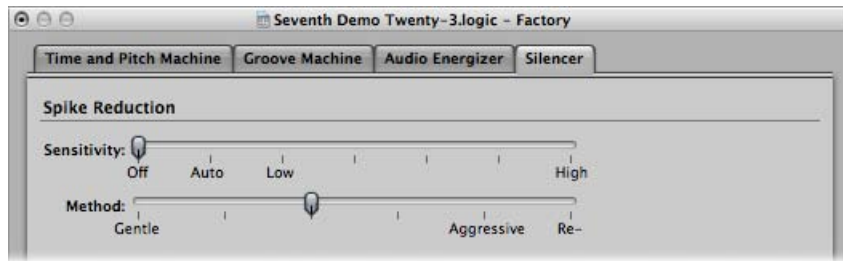 Seventh Demo Twenty-3.logic - Factory
Time and Pitch Machine Groove Machine Audio Energizer Silencer
Spike Reduction
Sensitivity:
Off Auto Low High
Method:
Gentle Aggressive Re-